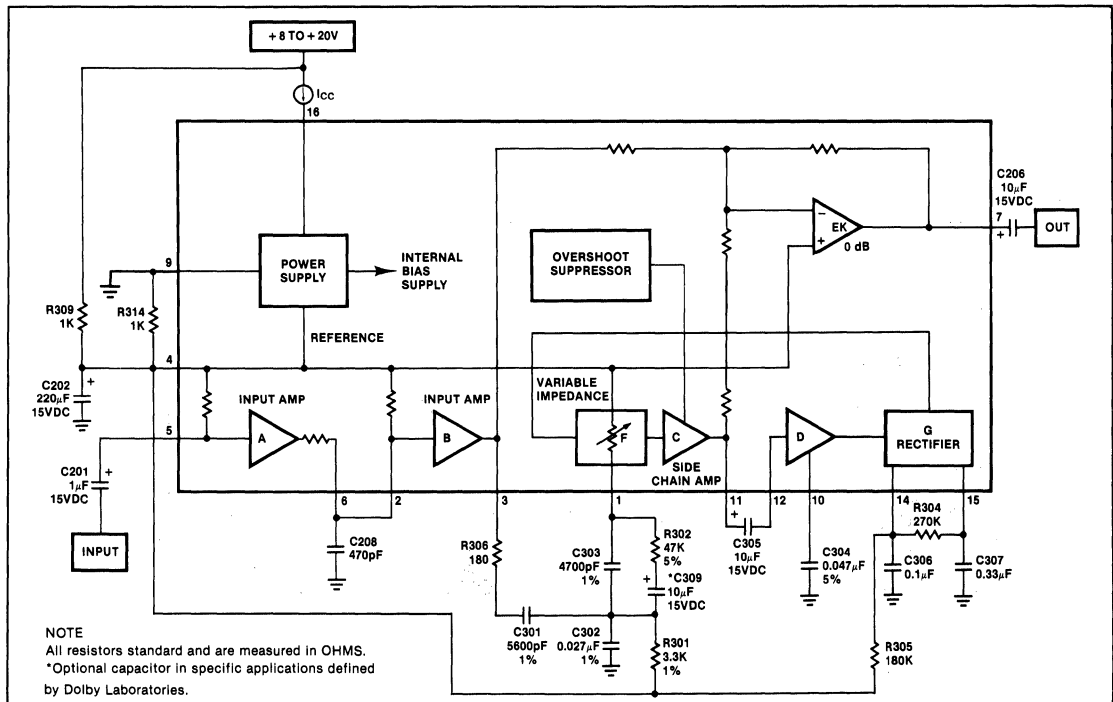 + 8 TO + 20V
ICC
16
C206
10µF
15VDC
7
+
OUT
−
EK
+
0 dB
9
POWER
SUPPLY
INTERNAL
BIAS
SUPPLY
OVERSHOOT
SUPPRESSOR
R309
1K
R314
1K
REFERENCE
4
C202
220µF
15VDC
+
INPUT AMP
INPUT AMP
VARIABLE
IMPEDANCE
5
A
B
F
C
D
G
RECTIFIER
SIDE
CHAIN AMP
C201
1µF
15VDC
+
6
2
3
1
11
12
10
14
15
+
INPUT
C208
470pF
R306
180
C303
4700pF
1%
R302
47K
5%
+
*C309
10µF
15VDC
C305
10µF
15VDC
C304
0.047µF
5%
R304
270K
C306
0.1µF
C307
0.33µF
C301
5600pF
1%
C302
0.027µF
1%
R301
3.3K
1%
R305
180K
NOTE
All resistors standard and are measured in OHMS.
*Optional capacitor in specific applications defined
by Dolby Laboratories.